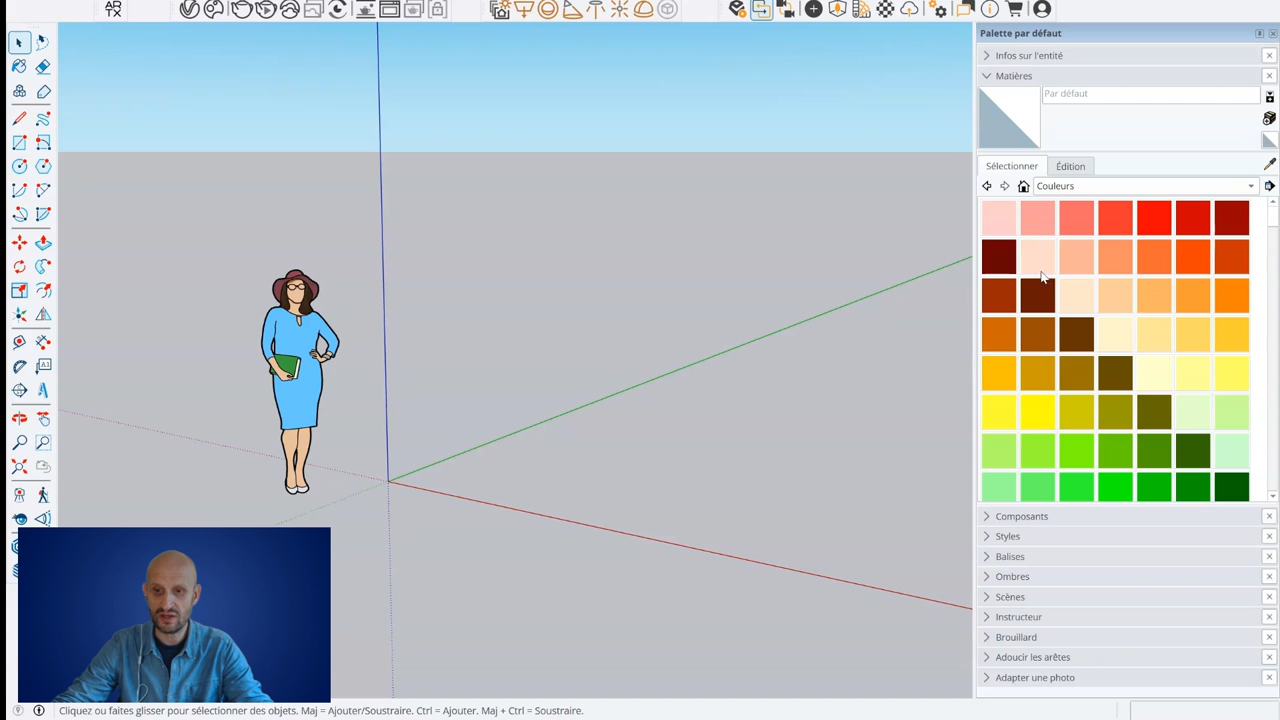 Palette par défaut
Infos sur l'entité
Matières
Par défaut
Sélectionner Édition
Couleurs
Composants
Styles
Balises
Ombres
Scènes
Instructeur
Brouillard
Adoucir les arêtes
Adapter une photo
Cliquez ou faites glisser pour sélectionner des objets. Maj = Ajouter/Soustraire. Ctrl = Ajouter. Maj + Ctrl = Soustraire.